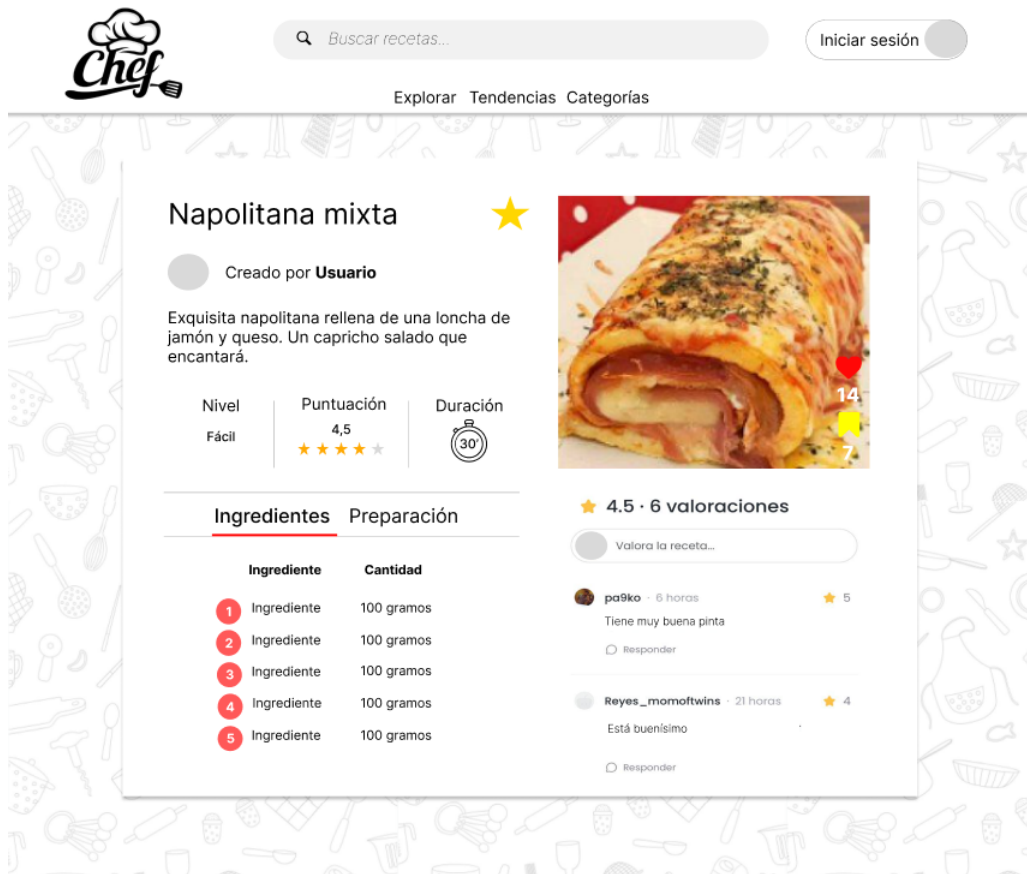 Chef
Buscar recetas...
Iniciar sesión
Explorar Tendencias Categorías
Napolitana mixta
Creado por Usuario
Exquisita napolitana rellena de una loncha de
jamón y queso. Un capricho salado que
encantará.
Nivel Puntuación Duración
Fácil 4,5 30'
Ingredientes Preparación
Ingrediente Cantidad
1 Ingrediente 100 gramos
2 Ingrediente 100 gramos
3 Ingrediente 100 gramos
4 Ingrediente 100 gramos
5 Ingrediente 100 gramos
14
7
4.5 · 6 valoraciones
Valora la receta...
pa9ko · 6 horas 5
Tiene muy buena pinta
Responder
Reyes_momoftwins · 21 horas 4
Está buenísimo
Responder